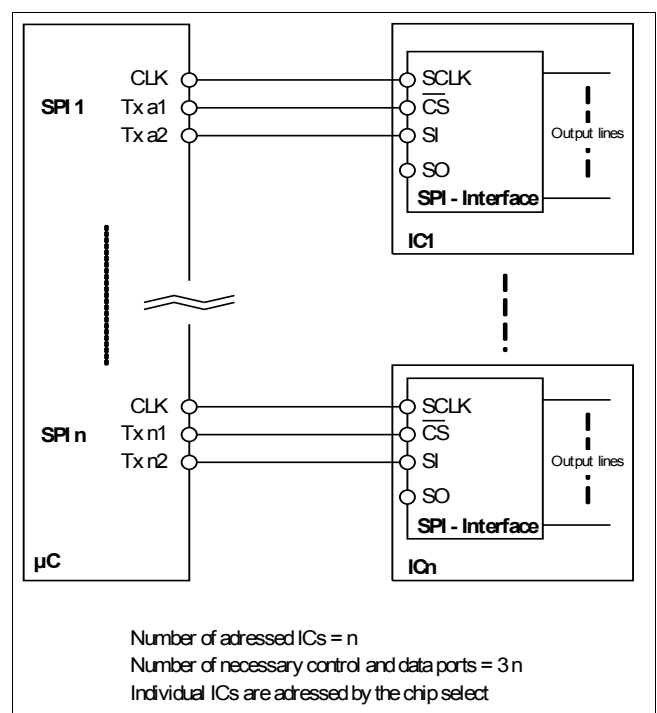 CLK
SPI 1
Tx a1
Tx a2
SCLK
CS
SI
SO
SPI - Interface
Output lines
IC1
CLK
SPI n
Tx n1
Tx n2
SCLK
CS
SI
SO
SPI - Interface
Output lines
µC
ICn
Number of adressed ICs = n
Number of necessary control and data ports = 3 n
Individual ICs are adressed by the chip select